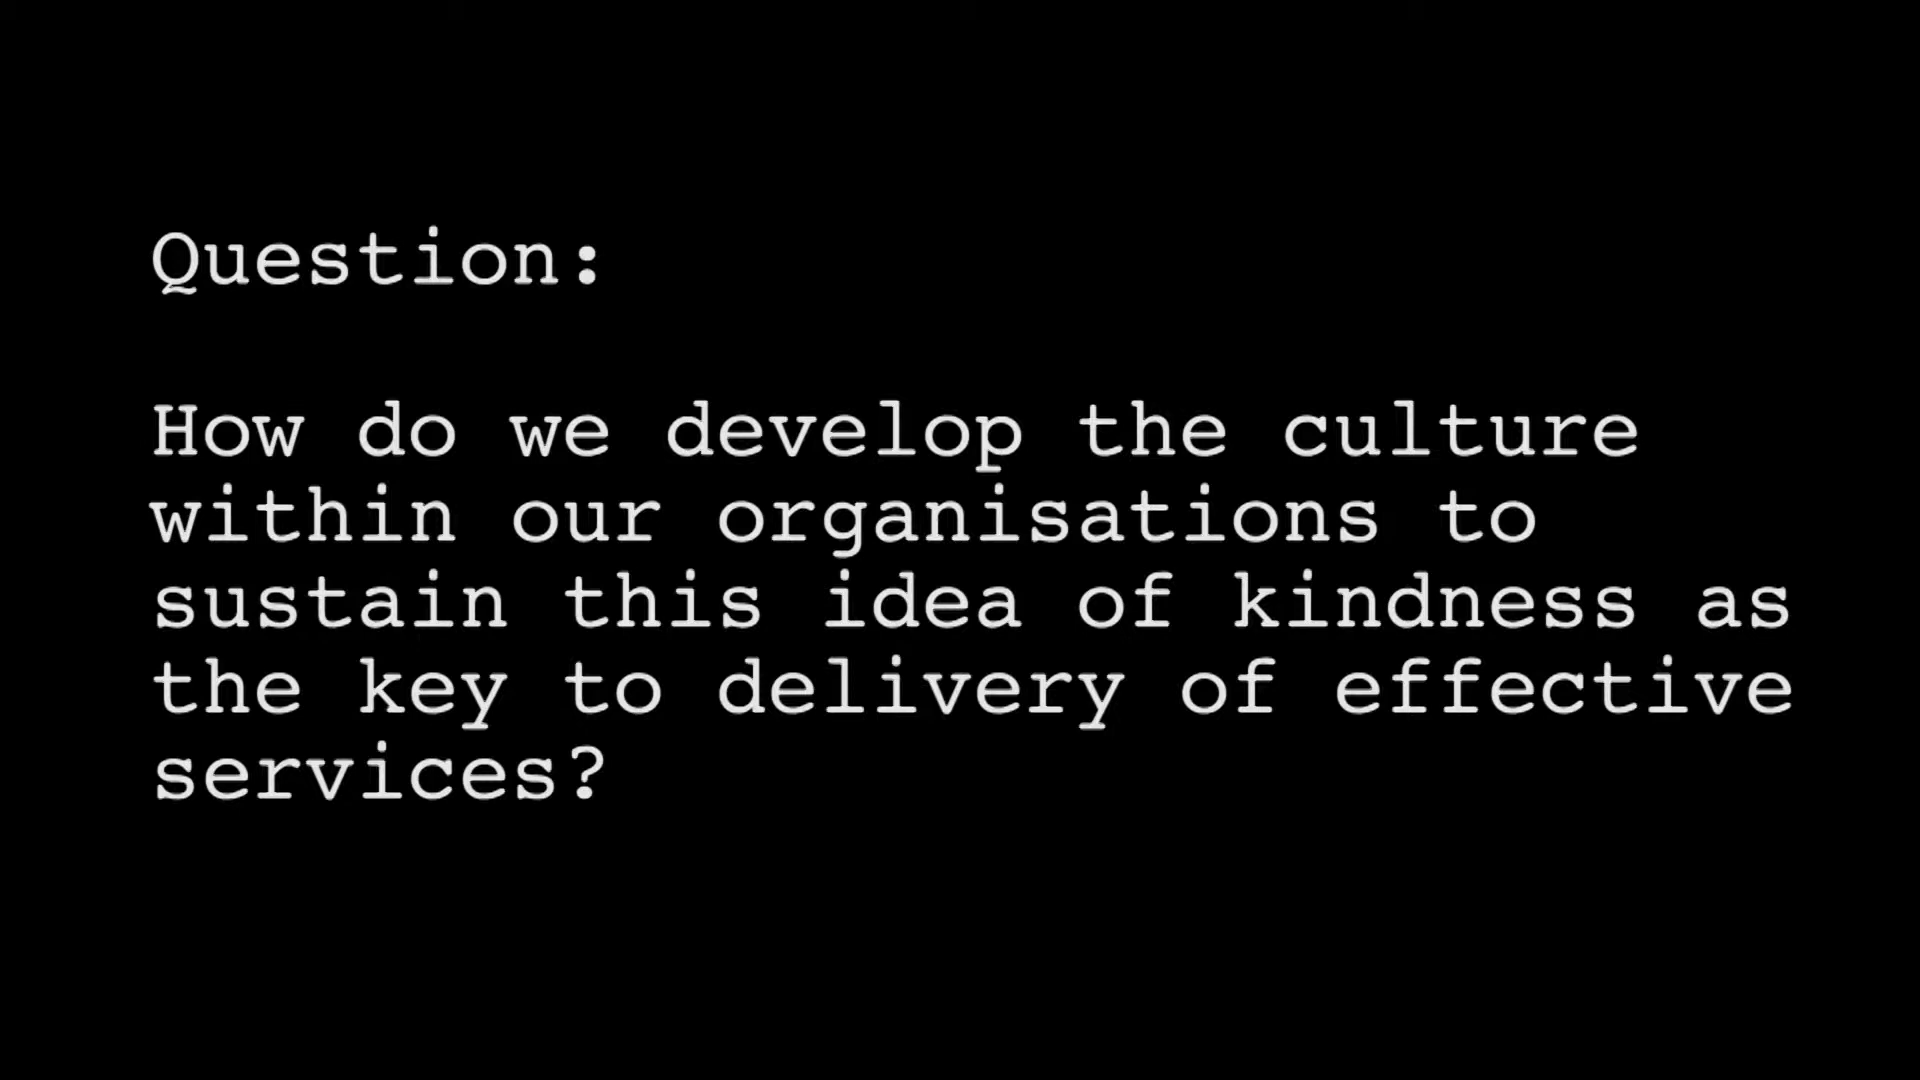 Question:
How do we develop the culture
within our organisations to
sustain this idea of kindness as
the key to delivery of effective
services?